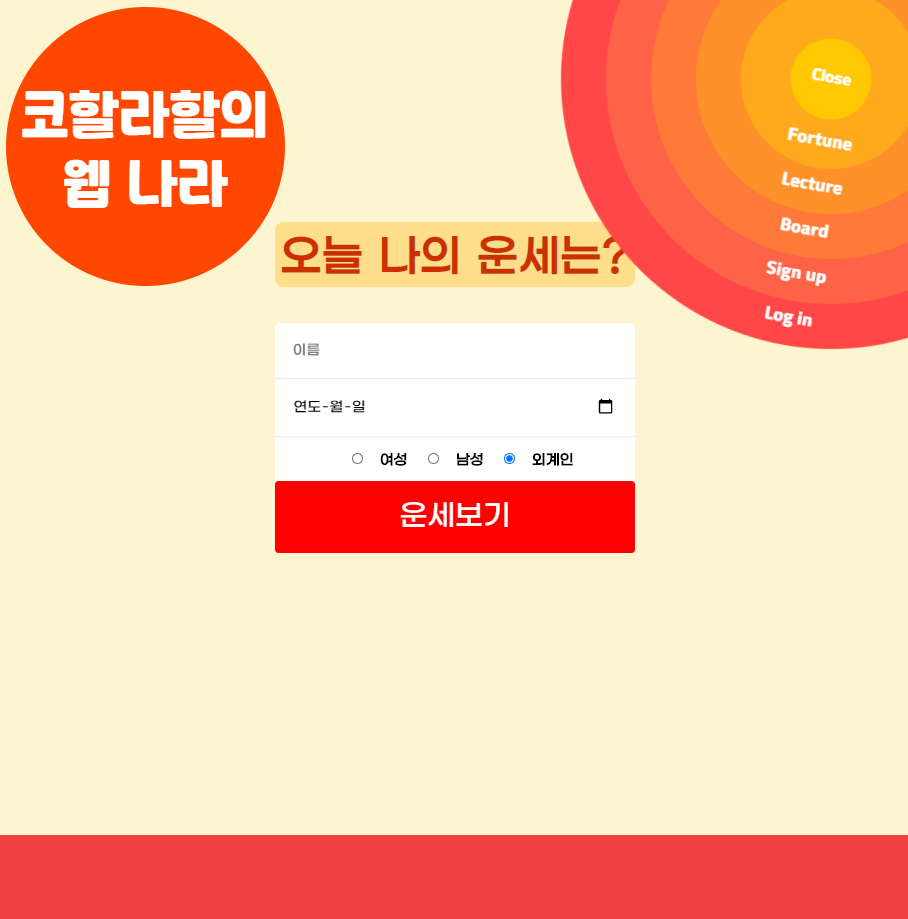 코할라할의
웹 나라
Close
Fortune
Lecture
Board
Sign up
Log in
오늘 나의 운세는?
이름
연도-월-일
여성 남성 외계인
운세보기